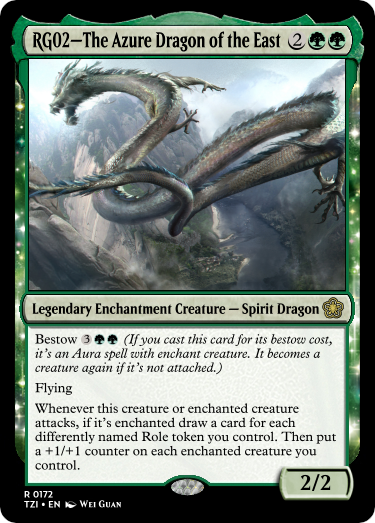 RG02—The Azure Dragon of the East 2
Legendary Enchantment Creature — Spirit Dragon
Bestow 3 (If you cast this card for its bestow cost,
it's an Aura spell with enchant creature. It becomes a
creature again if it's not attached.)
Flying
Whenever this creature or enchanted creature
attacks, if it's enchanted draw a card for each
differently named Role token you control. Then put
a +1/+1 counter on each enchanted creature you
control.
2/2
R 0172
TZI • EN Wei Guan